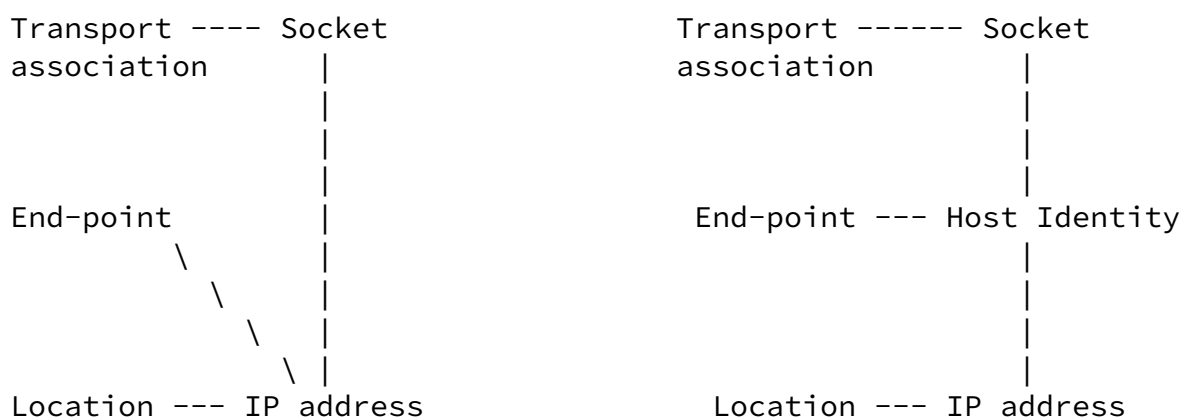 Transport ---- Socket Transport ------ Socket
association | association |
| |
| |
| |
| |
End-point | End-point --- Host Identity
\ | |
\ | |
\ | |
\ | |
Location --- IP address Location --- IP address